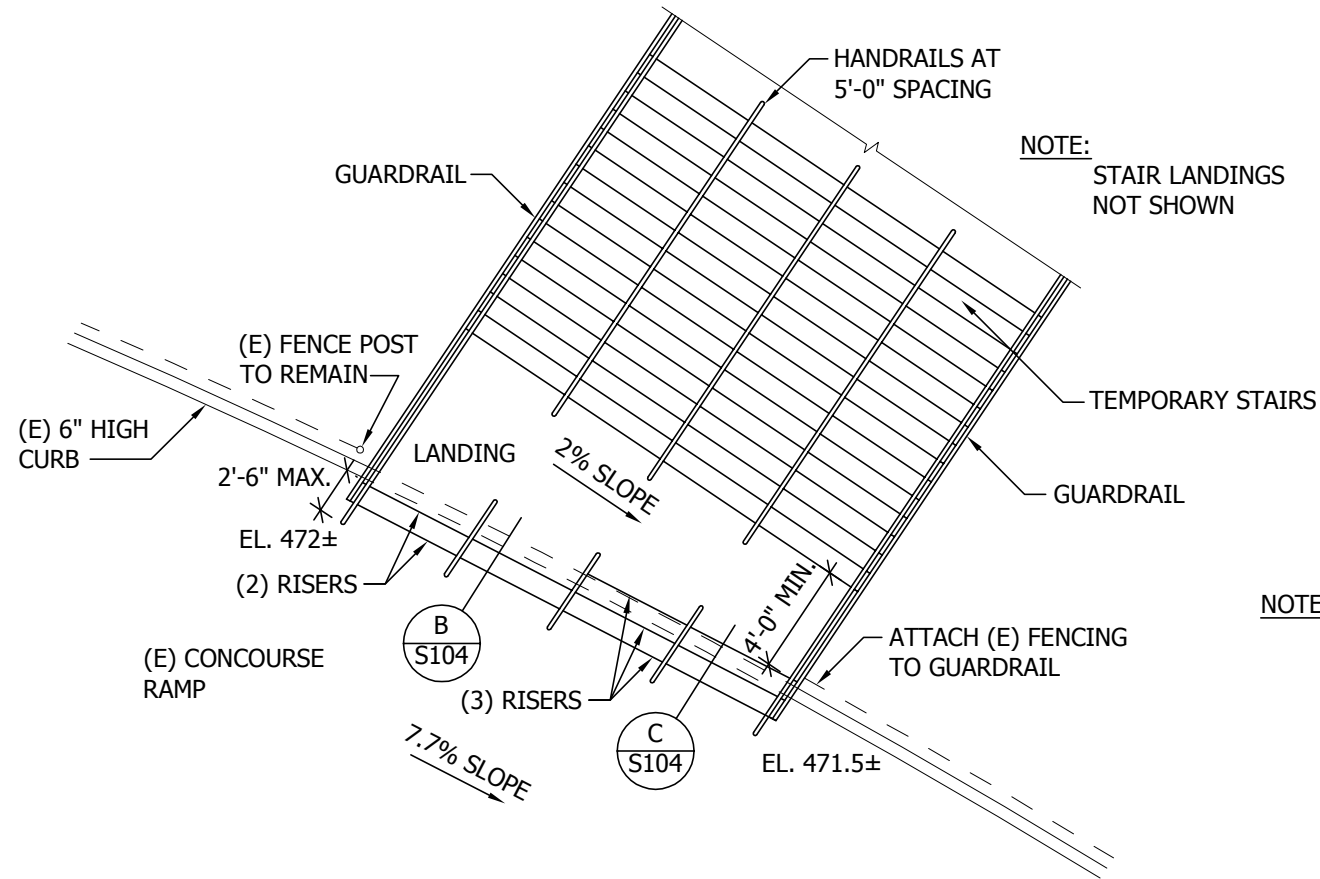 HANDRAILS AT
5'-0" SPACING
NOTE:
STAIR LANDINGS
NOT SHOWN
GUARDRAIL
(E) FENCE POST
TO REMAIN
(E) 6" HIGH
CURB
2'-6" MAX.
LANDING
2% SLOPE
TEMPORARY STAIRS
GUARDRAIL
EL. 472±
(2) RISERS
4'-0" MIN.
NOTE
B
S104
ATTACH (E) FENCING
TO GUARDRAIL
(E) CONCOURSE
RAMP
(3) RISERS
C
S104
7.7% SLOPE
EL. 471.5±